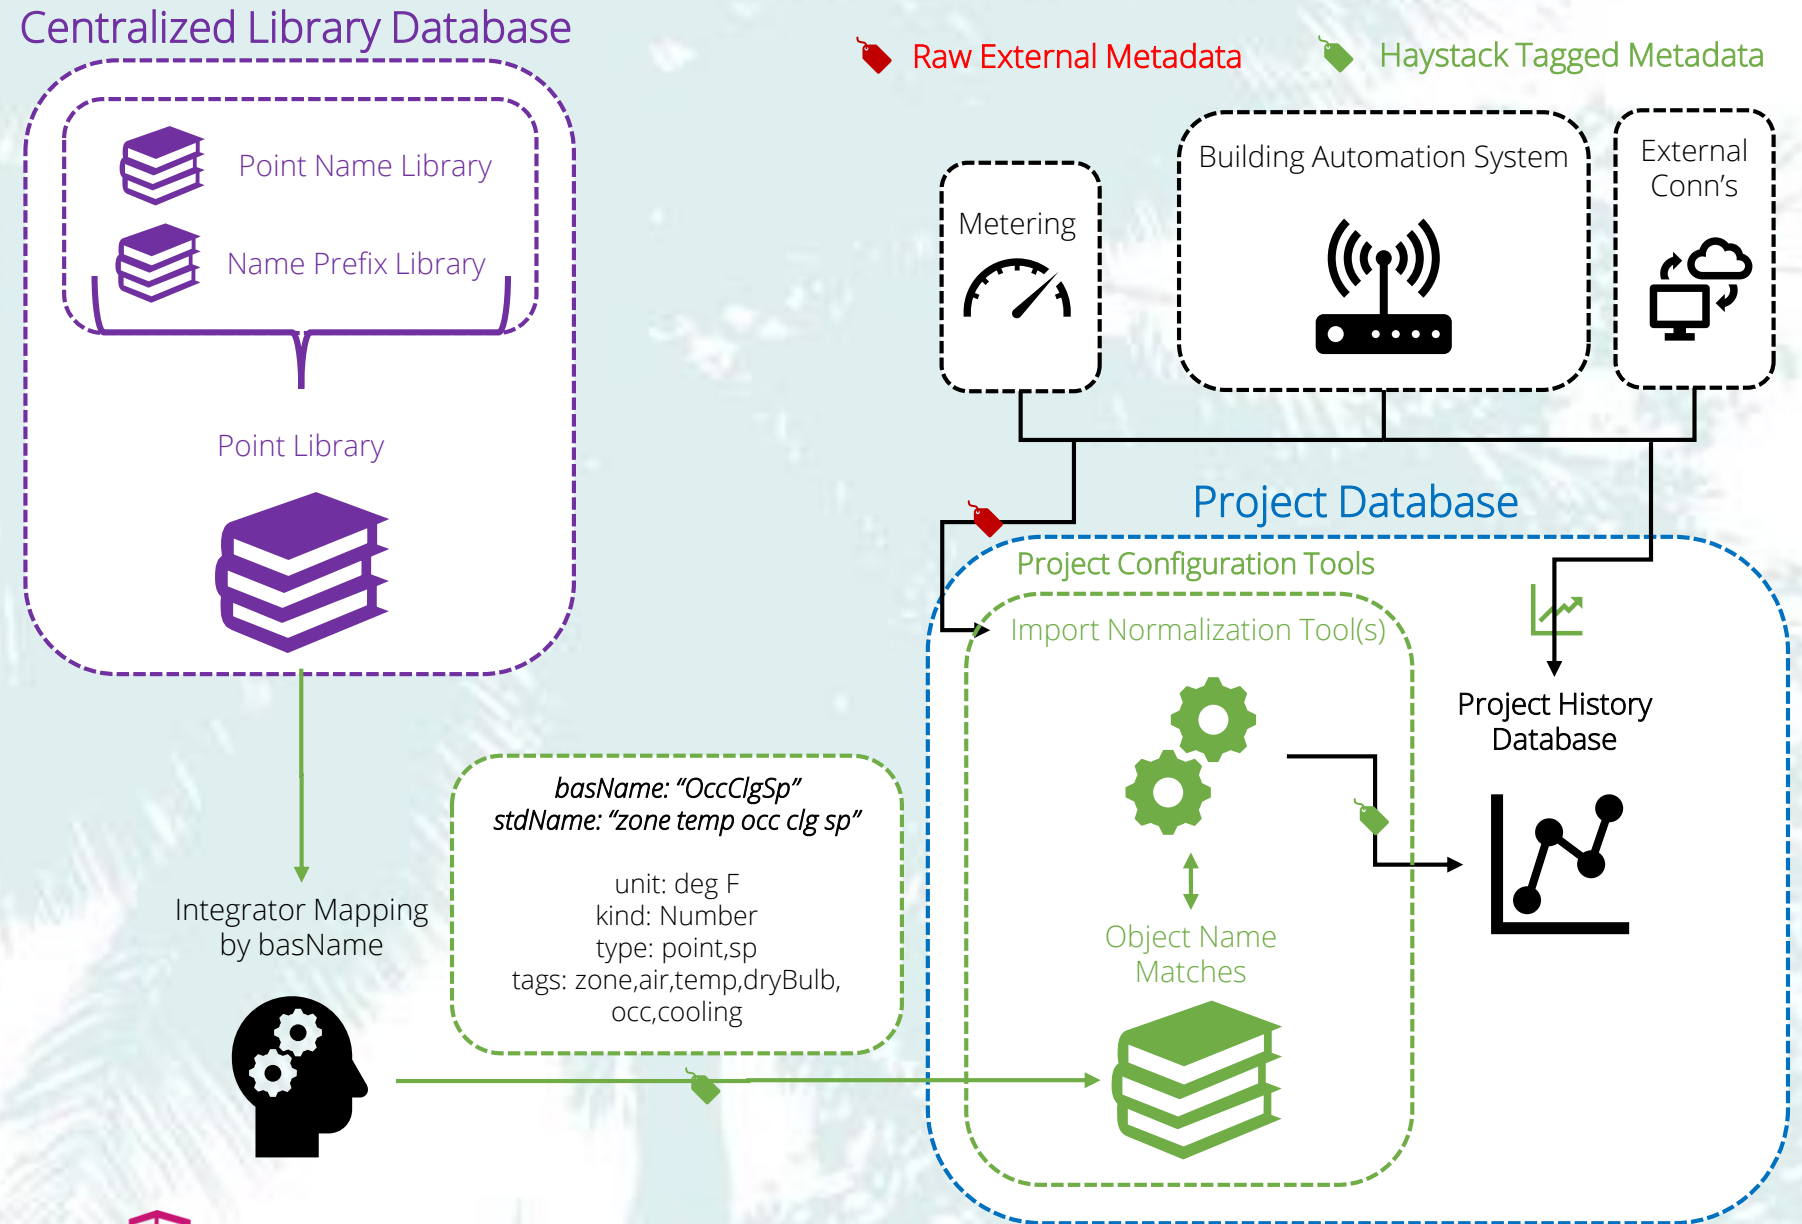 Centralized Library Database
Raw External Metadata
Haystack Tagged Metadata
Point Name Library
Name Prefix Library
Point Library
Metering
Building Automation System
External
Conn's
Project Database
Project Configuration Tools
Import Normalization Tool(s)
Project History
Database
basName: “OccClgSp”
stdName: “zone temp occ clg sp”
unit: deg F
kind: Number
type: point,sp
tags: zone,air,temp,dryBulb,
occ,cooling
Integrator Mapping
by basName
Object Name
Matches